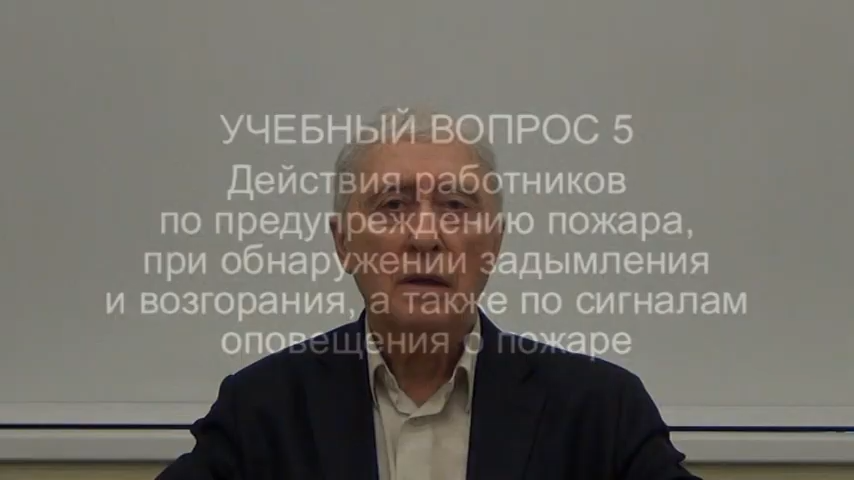 УЧЕБНЫЙ ВОПРОС 5
Действия работников
по предупреждению пожара,
при обнаружении задымления
и возгорания, а также по сигналам
оповещения о пожаре